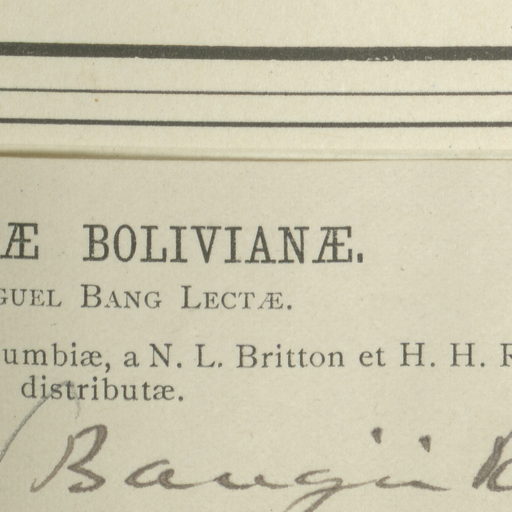 Æ BOLIVIANÆ.
GUEL BANG LECTÆ.
umbiæ, a N. L. Britton et H. H. R
distributæ.
Bangii R